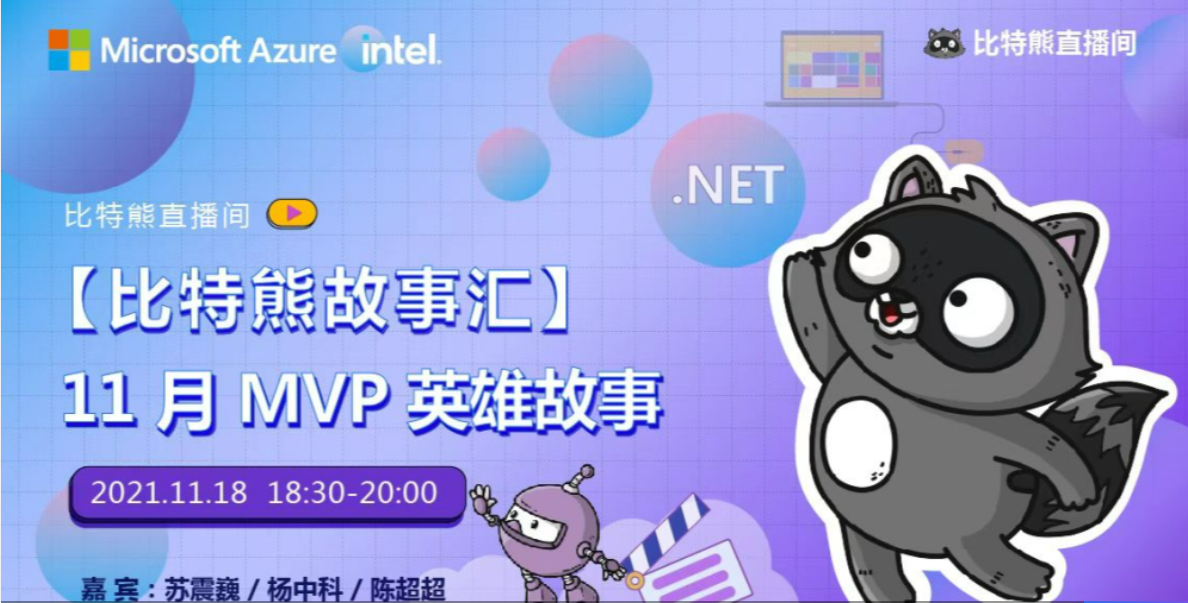 Microsoft Azure intel.
比特熊直播间
.NET
比特熊直播间
【比特熊故事汇】
11 月 MVP 英雄故事
2021.11.18 18:30-20:00
嘉 宾：苏震巍 / 杨中科 / 陈超超